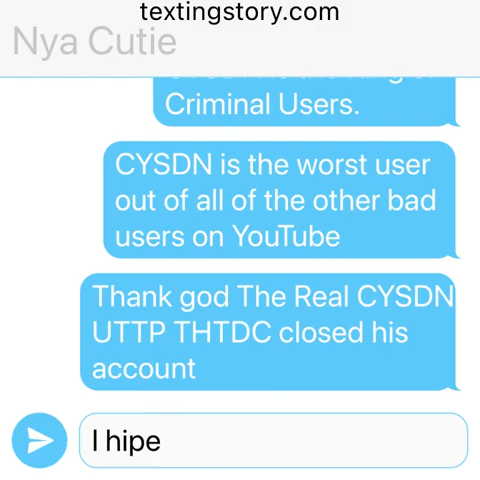 textingstory.com
Nya Cutie
Criminal Users.
CYSDN is the worst user
out of all of the other bad
users on YouTube
Thank god The Real CYSDN
UTTP THTDC closed his
account
I hipe